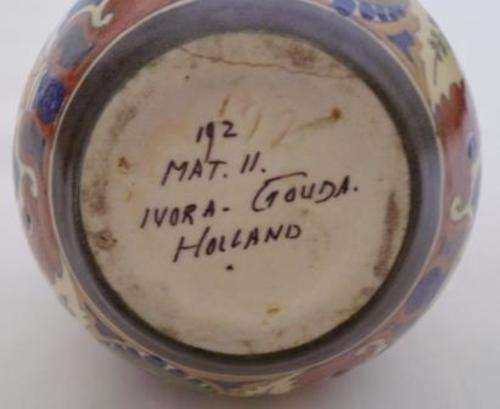 192
MAT. 11.
IVORA. GOUDA.
HOLLAND